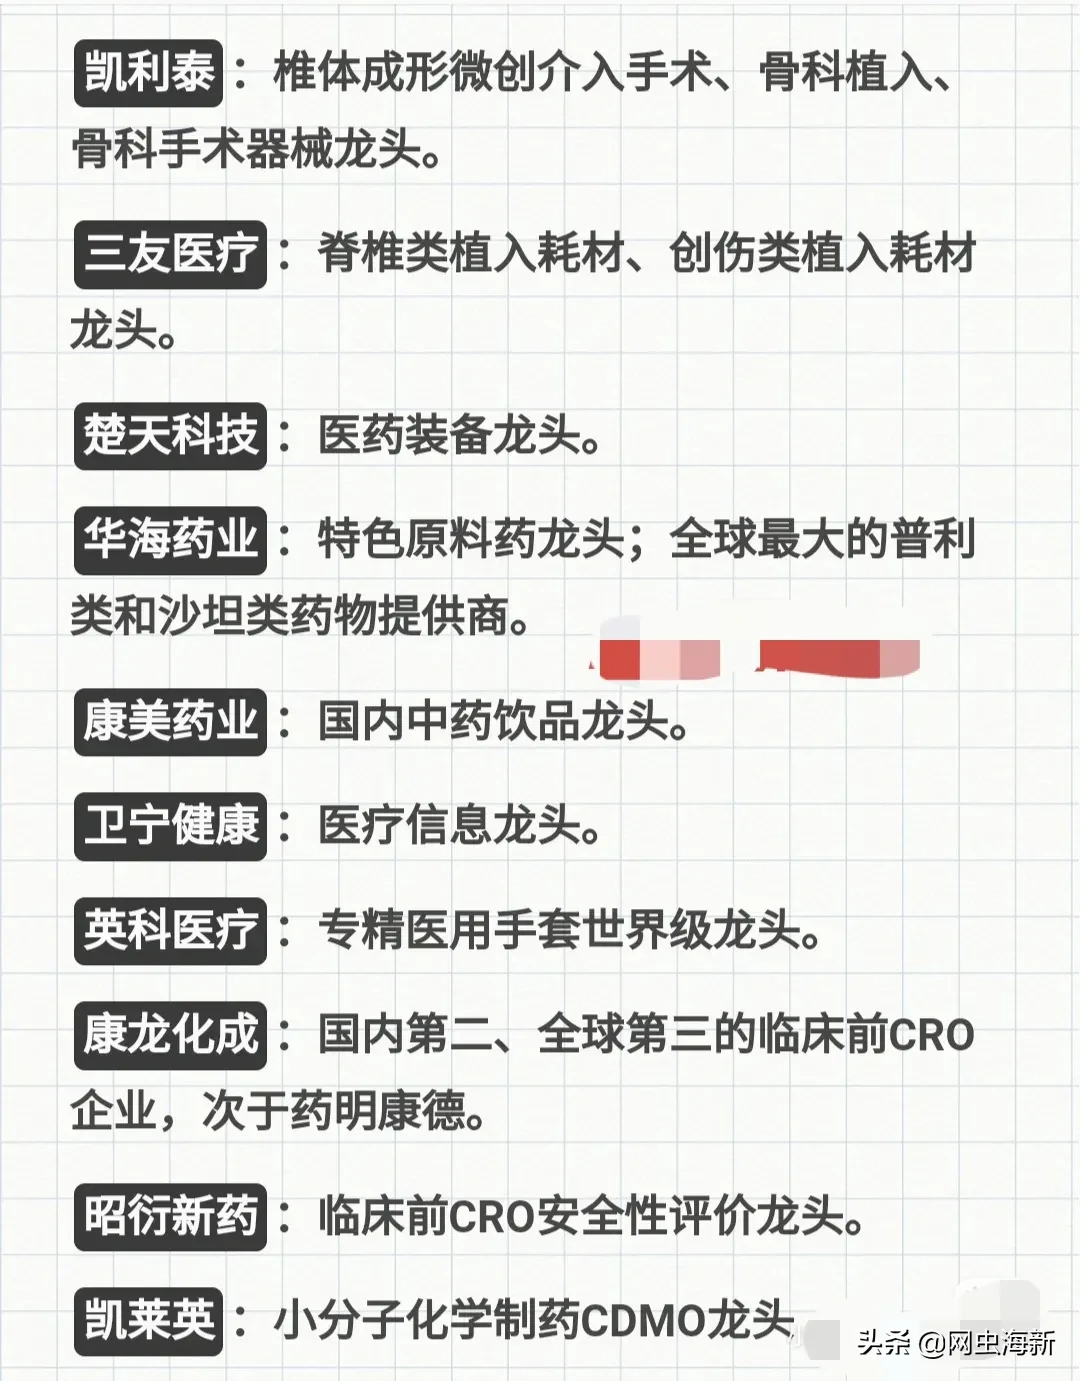 凯利泰：椎体成形微创介入手术、骨科植入、
骨科手术器械龙头。
三友医疗：脊椎类植入耗材、创伤类植入耗材
龙头。
楚天科技：医药装备龙头。
华海药业：特色原料药龙头；全球最大的普利
类和沙坦类药物提供商。
康美药业：国内中药饮品龙头。
卫宁健康：医疗信息龙头。
英科医疗：专精医用手套世界级龙头。
康龙化成：国内第二、全球第三的临床前CRO
企业，次于药明康德。
昭衍新药：临床前CRO安全性评价龙头。
凯莱英：小分子化学制药CDMO龙头
头条 @网虫海新